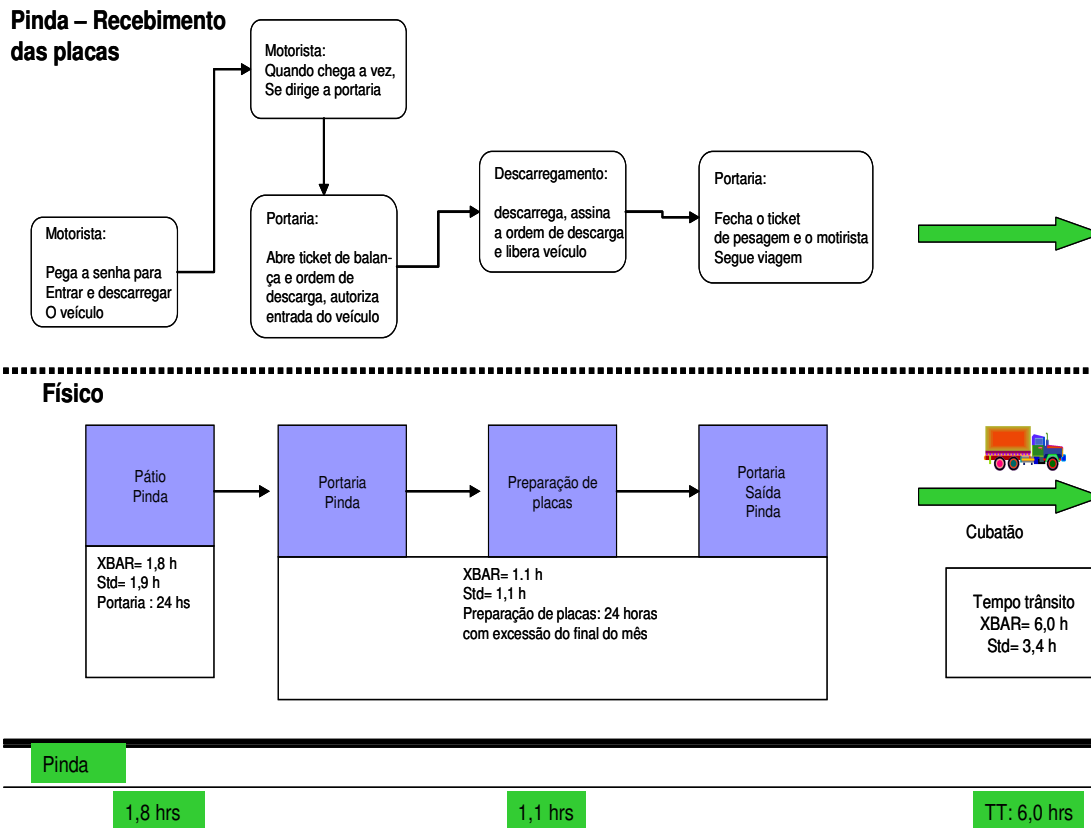 Pinda – Recebimento
das placas
Motorista:
Quando chega a vez,
Se dirige a portaria
Motorista:
Pega a senha para
Entrar e descarregar
O veículo
Portaria:
Abre ticket de balan-
ça e ordem de
descarga, autoriza
entrada do veículo
Descarregamento:
descarrega, assina
a ordem de descarga
e libera veículo
Portaria:
Fecha o ticket
de pesagem e o motirista
Segue viagem
Físico
Pátio
Pinda
Portaria
Pinda
Preparação de
placas
Portaria
Saída
Pinda
Cubatão
XBAR= 1,8 h
Std= 1,9 h
Portaria : 24 hs
XBAR= 1.1 h
Std= 1,1 h
Preparação de placas: 24 horas
com excessão do final do mês
Tempo trânsito
XBAR= 6,0 h
Std= 3,4 h
Pinda
1,8 hrs
1,1 hrs
TT: 6,0 hrs